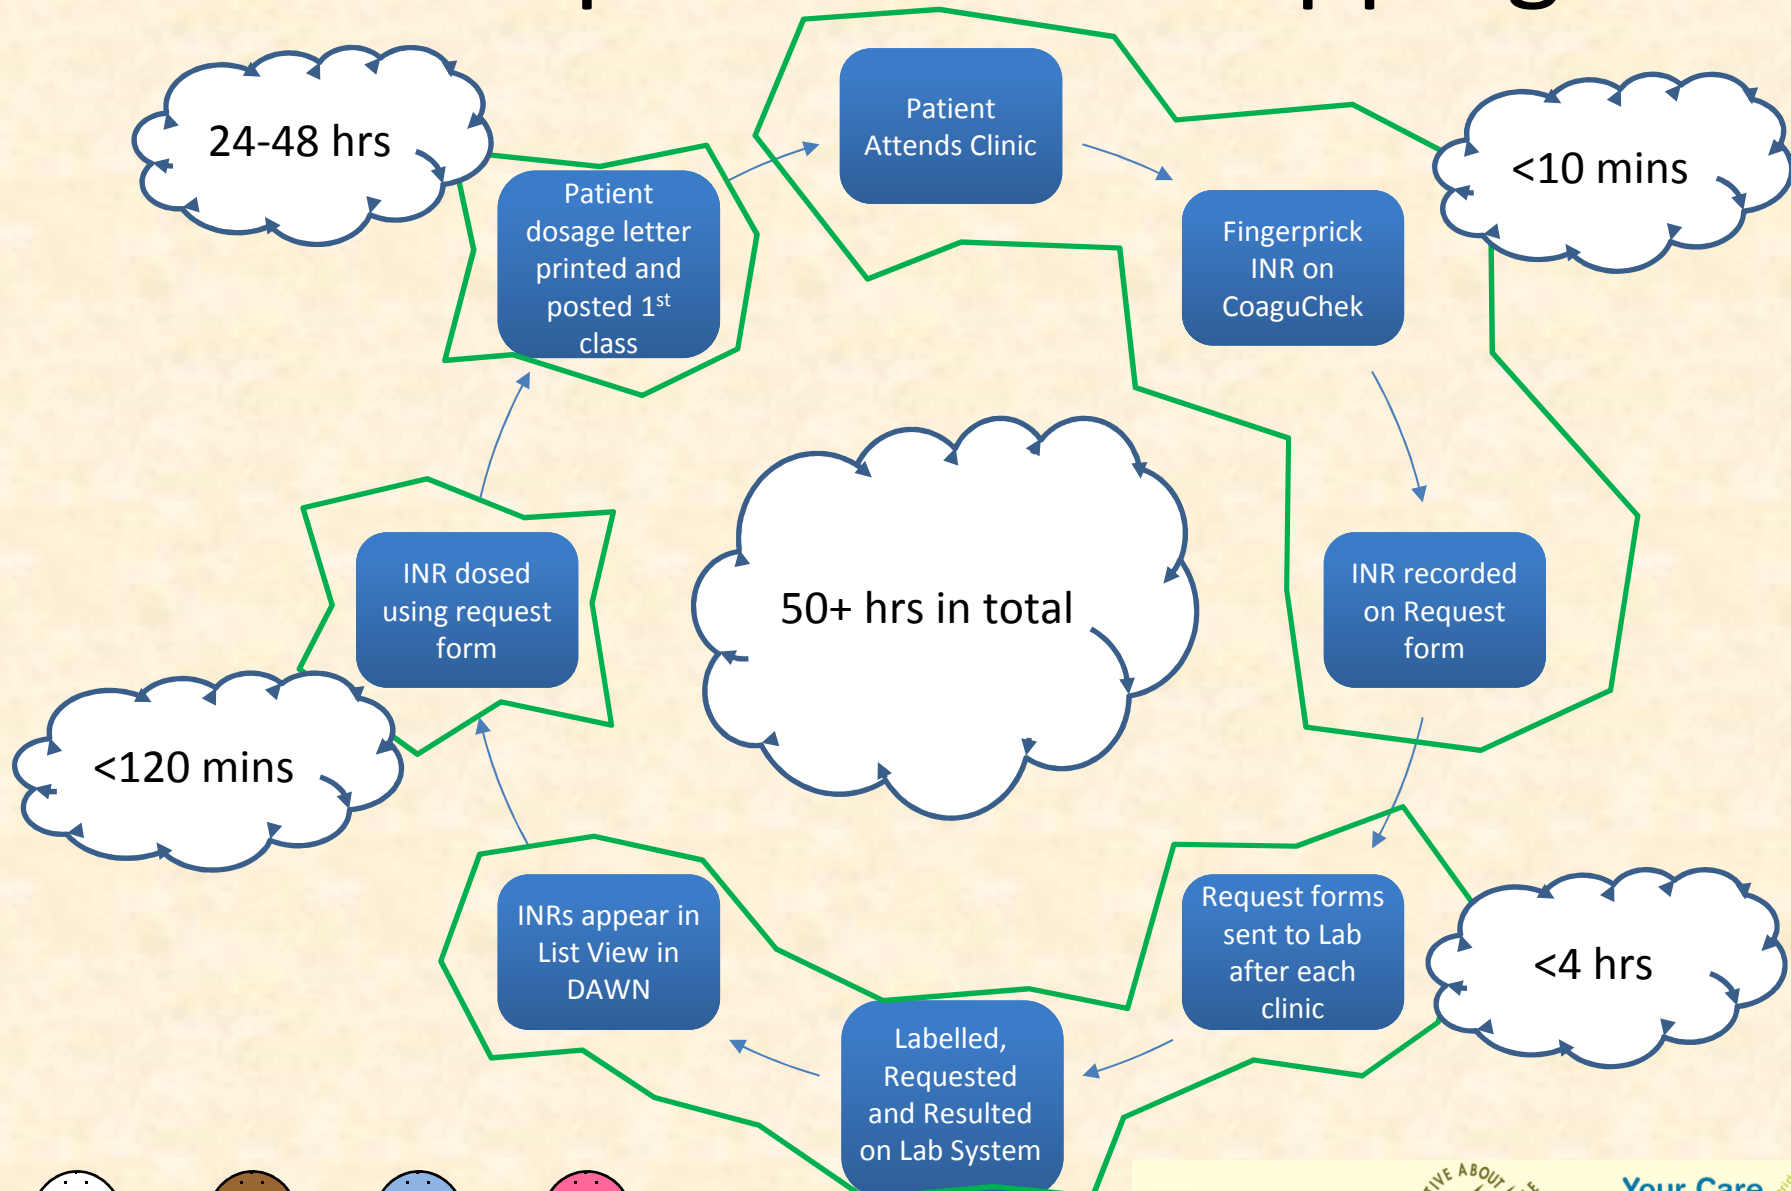 24-48 hrs
Patient
Attends Clinic
<10 mins
Patient
dosage letter
printed and
posted 1st
class
Fingerprick
INR on
CoaguChek
50+ hrs in total
INR dosed
using request
form
INR recorded
on Request
form
<120 mins
INRs appear in
List View in
DAWN
Request forms
sent to Lab
after each
clinic
<4 hrs
Labelled,
Requested
and Resulted
on Lab System
Your Care